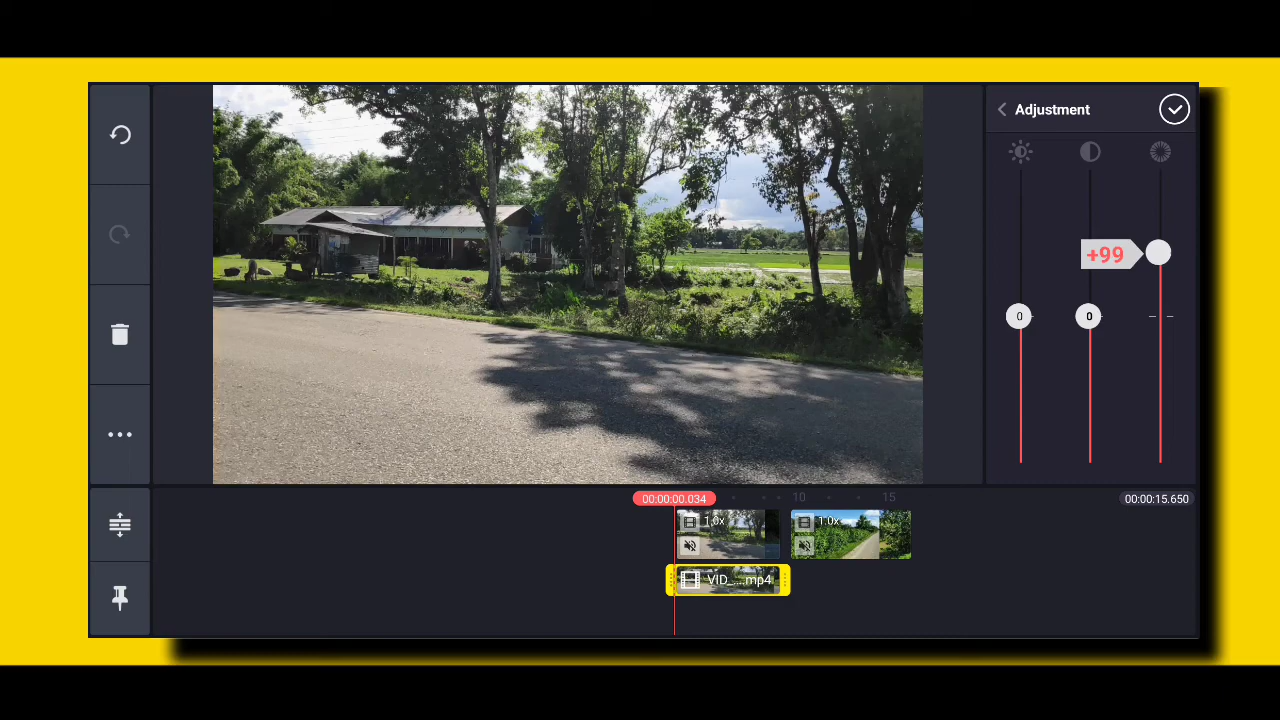 Adjustment
+99
0
0
00:00:00.034
10
15
00:00:15.650
1.0x
1.0x
VID_....mp4